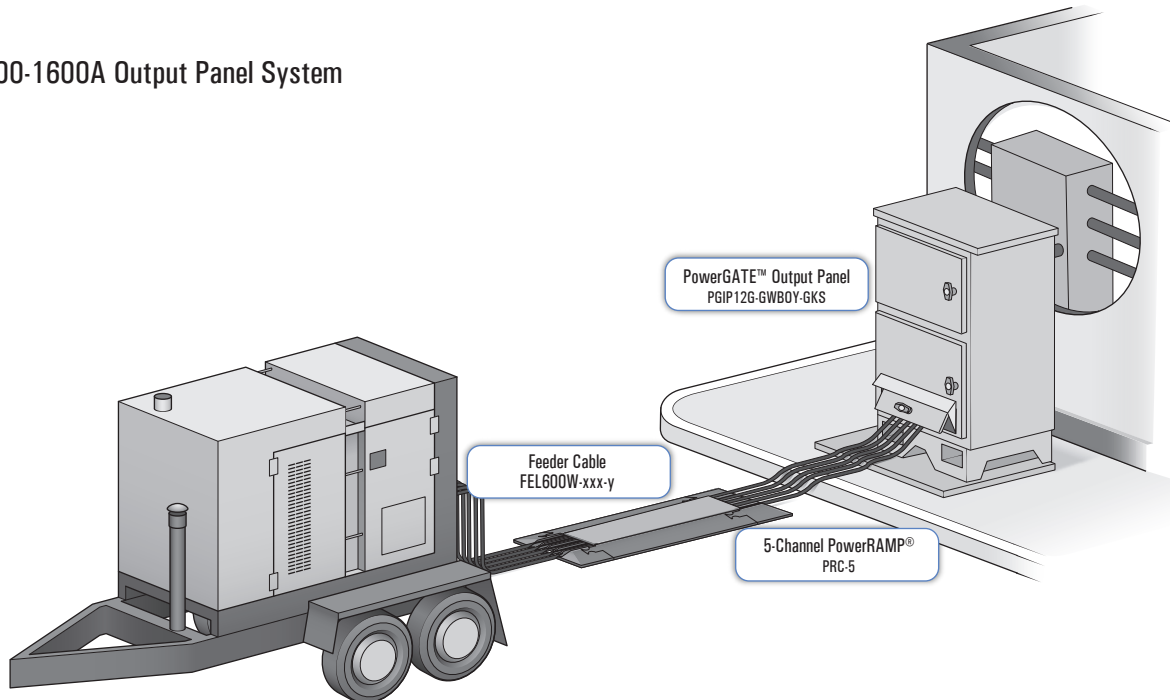 00-1600A Output Panel System
PowerGATE™ Output Panel
PGIP12G-GWBOY-GKS
Feeder Cable
FEL600W-xxx-y
5-Channel PowerRAMP®
PRC-5